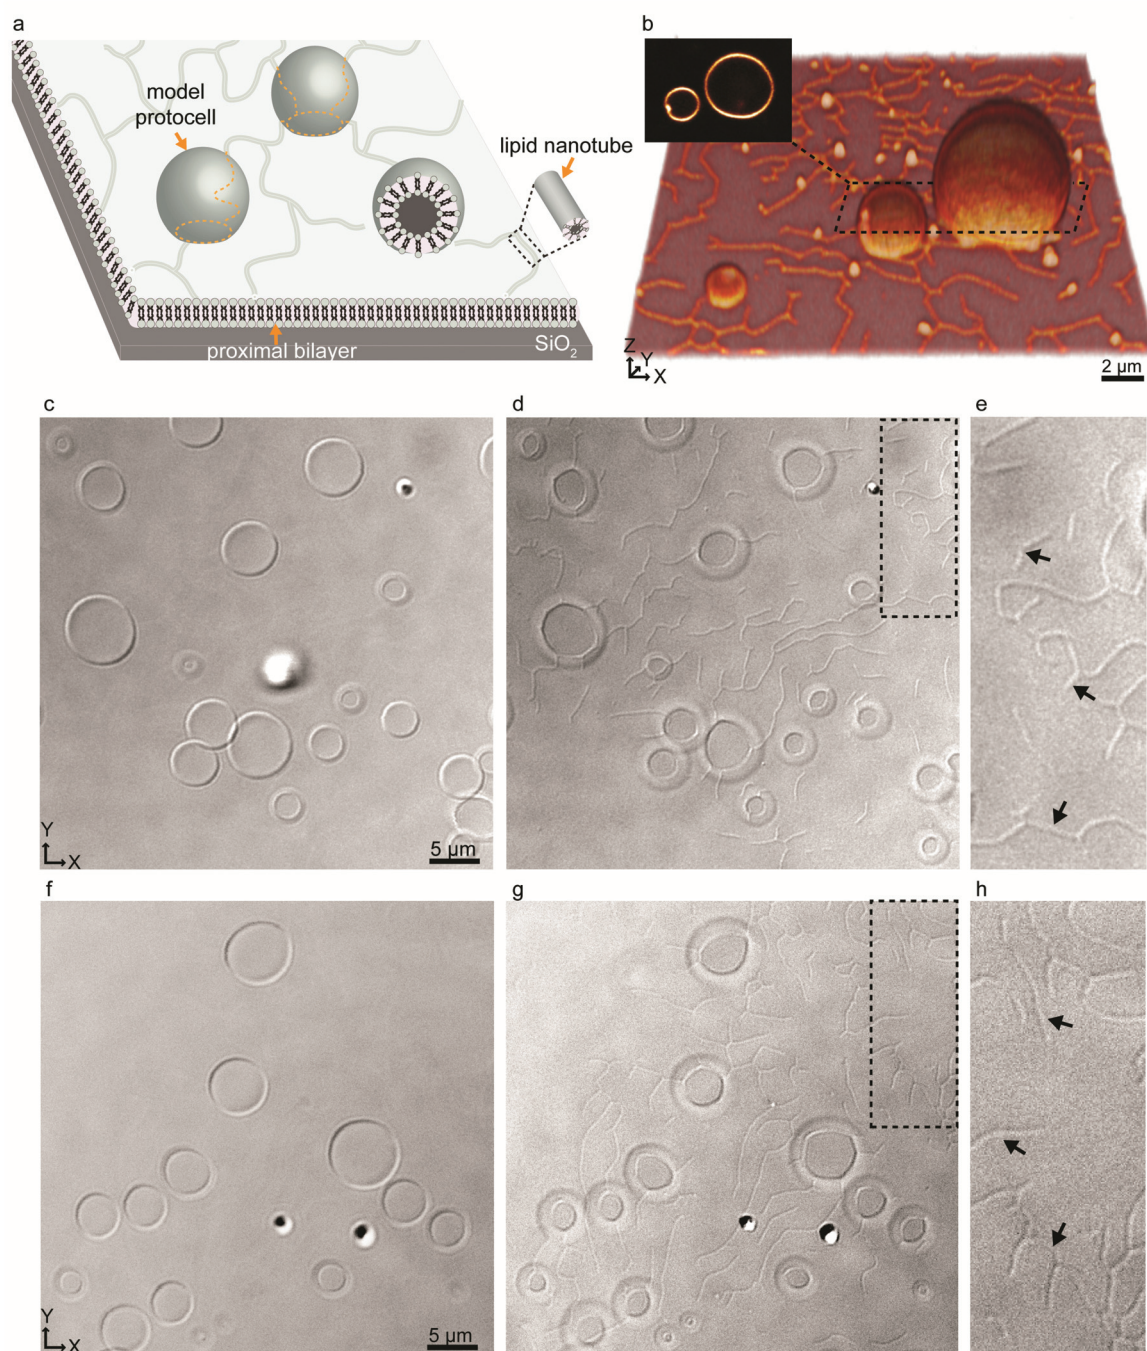 a
model
protocell
lipid nanotube
proximal bilayer
SiO₂
b
Z
Y
X
2 μm
c
d
e
Y
X
5 μm
f
g
h
Y
X
5 μm